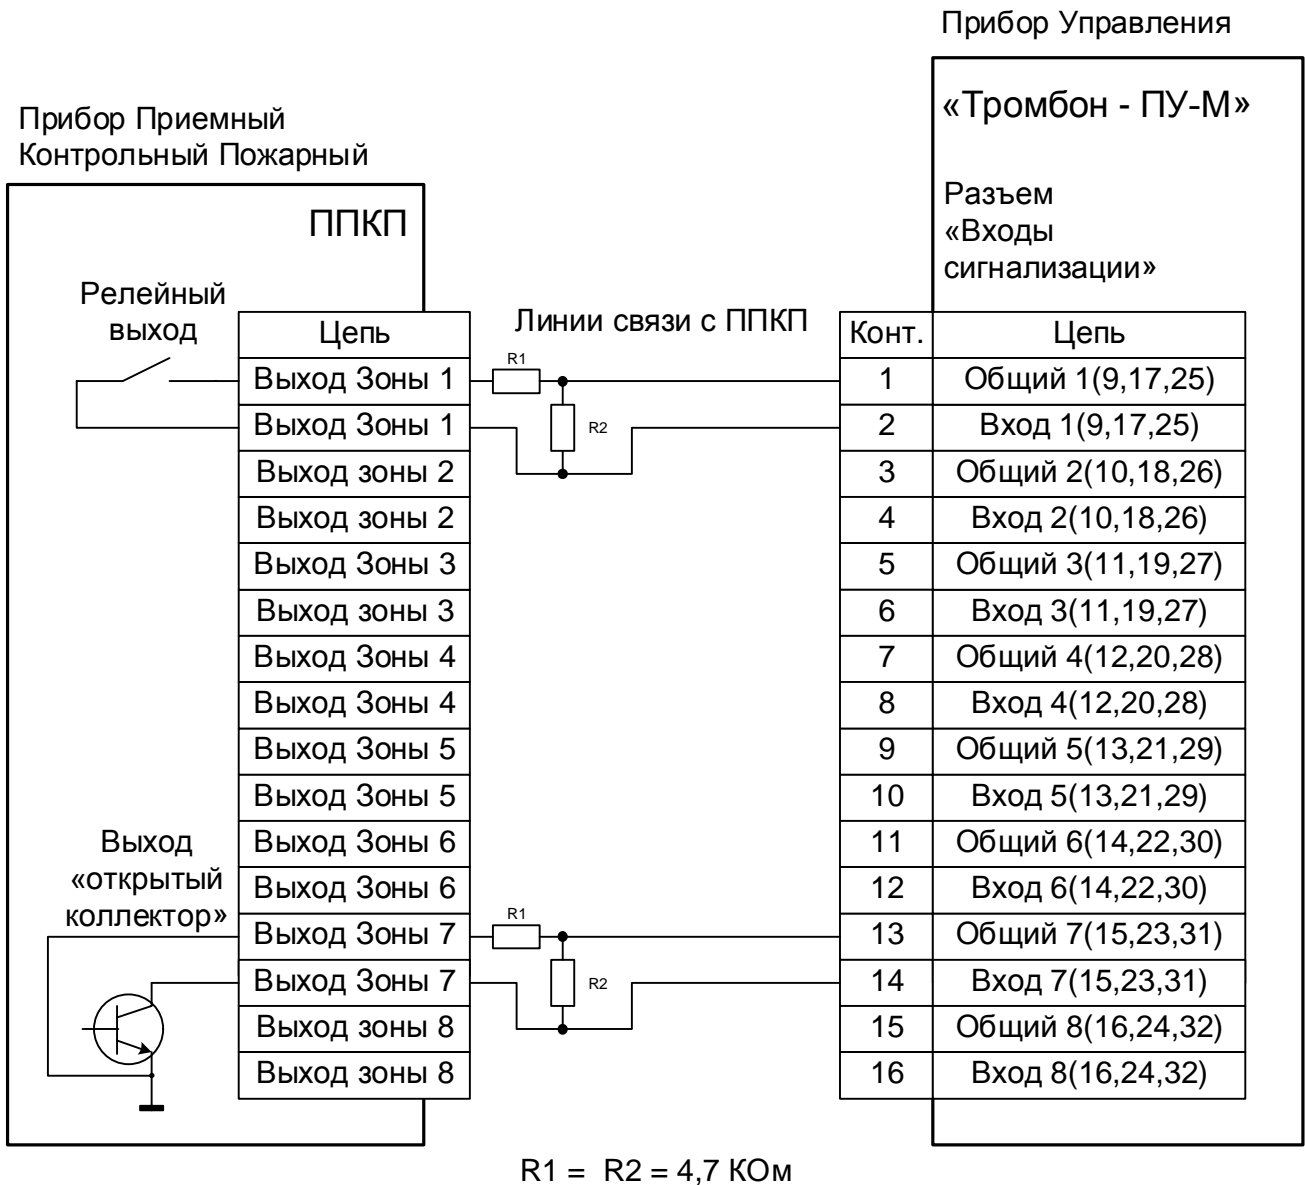 Прибор Управления
«Тромбон - ПУ-М»
Прибор Приемный
Контрольный Пожарный
ППКП
Разъем
«Входы
сигнализации»
Релейный
выход
Линии связи с ППКП
Цепь
Конт.
Цепь
Выход Зоны 1
R1
1
Общий 1(9,17,25)
Выход Зоны 1
R2
2
Вход 1(9,17,25)
Выход зоны 2
3
Общий 2(10,18,26)
Выход зоны 2
4
Вход 2(10,18,26)
Выход Зоны 3
5
Общий 3(11,19,27)
Выход зоны 3
6
Вход 3(11,19,27)
Выход Зоны 4
7
Общий 4(12,20,28)
Выход Зоны 4
8
Вход 4(12,20,28)
Выход Зоны 5
9
Общий 5(13,21,29)
Выход Зоны 5
10
Вход 5(13,21,29)
Выход
«открытый
коллектор»
Выход Зоны 6
11
Общий 6(14,22,30)
Выход Зоны 6
12
Вход 6(14,22,30)
Выход Зоны 7
R1
13
Общий 7(15,23,31)
Выход Зоны 7
R2
14
Вход 7(15,23,31)
Выход зоны 8
15
Общий 8(16,24,32)
Выход зоны 8
16
Вход 8(16,24,32)
R1 = R2 = 4,7 КОм